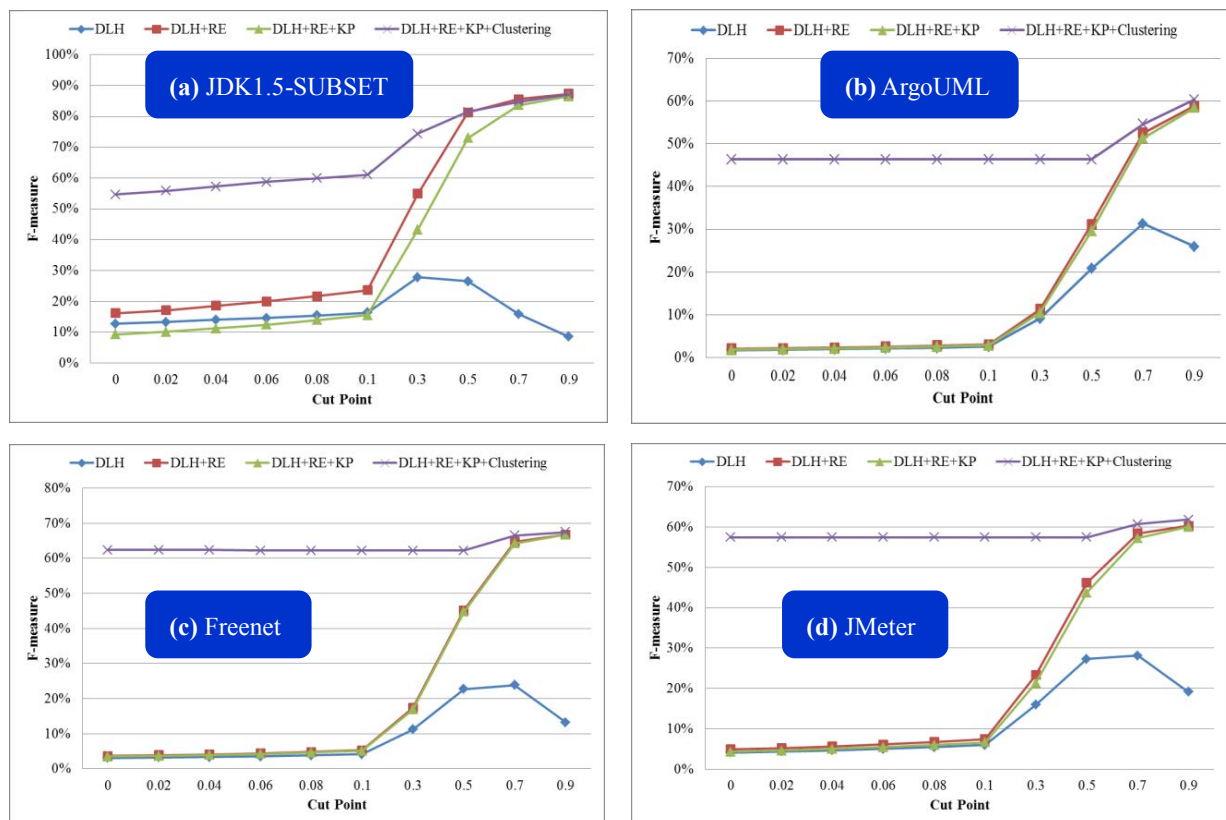 DLH DLH+RE DLH+RE+KP DLH+RE+KP+Clustering
(a) JDK1.5-SUBSET
100%
90%
80%
70%
60%
50%
40%
30%
20%
10%
0%
F-measure
0 0.02 0.04 0.06 0.08 0.1 0.3 0.5 0.7 0.9
Cut Point
DLH DLH+RE DLH+RE+KP DLH+RE+KP+Clustering
(b) ArgoUML
70%
60%
50%
40%
30%
20%
10%
0%
F-measure
0 0.02 0.04 0.06 0.08 0.1 0.3 0.5 0.7 0.9
Cut Point
DLH DLH+RE DLH+RE+KP DLH+RE+KP+Clustering
80%
70%
60%
50%
40%
30%
20%
10%
0%
F-measure
(c) Freenet
0 0.02 0.04 0.06 0.08 0.1 0.3 0.5 0.7 0.9
Cut Point
DLH DLH+RE DLH+RE+KP DLH+RE+KP+Clustering
70%
60%
50%
40%
30%
20%
10%
0%
F-measure
(d) JMeter
0 0.02 0.04 0.06 0.08 0.1 0.3 0.5 0.7 0.9
Cut Point